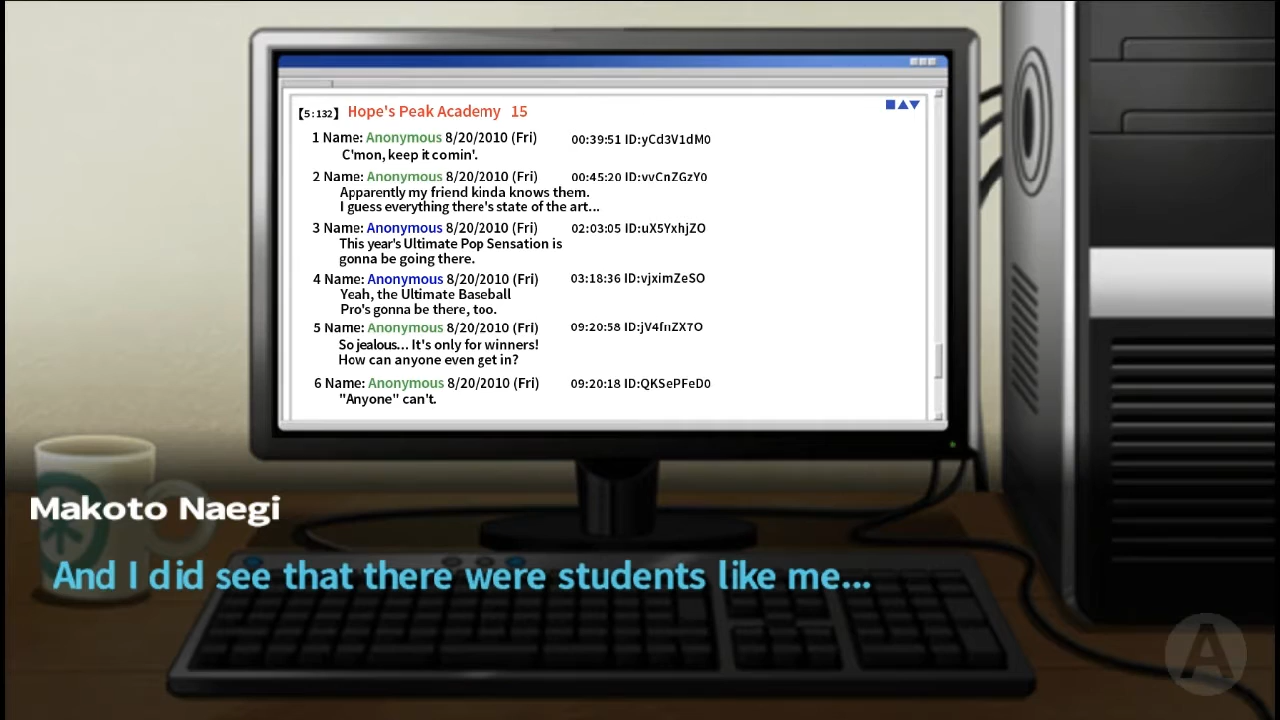 【5:132】 Hope's Peak Academy 15
1 Name: Anonymous 8/20/2010 (Fri) 00:39:51 ID:yCd3V1dM0
C'mon, keep it comin'.
2 Name: Anonymous 8/20/2010 (Fri) 00:45:20 ID:vvCnZGzY0
Apparently my friend kinda knows them.
I guess everything there's state of the art...
3 Name: Anonymous 8/20/2010 (Fri) 02:03:05 ID:uX5YxhjZO
This year's Ultimate Pop Sensation is
gonna be going there.
4 Name: Anonymous 8/20/2010 (Fri) 03:18:36 ID:vjximZeSO
Yeah, the Ultimate Baseball
Pro's gonna be there, too.
5 Name: Anonymous 8/20/2010 (Fri) 09:20:58
So jealous... It's only for winners!
How can anyone even get in?
6 Name: Anonymous 8/20/2010 (Fri) 09:20:18 ID:QKSePFeD0
"Anyone" can't.
Makoto Naegi
And I did see that there were students like me...
A